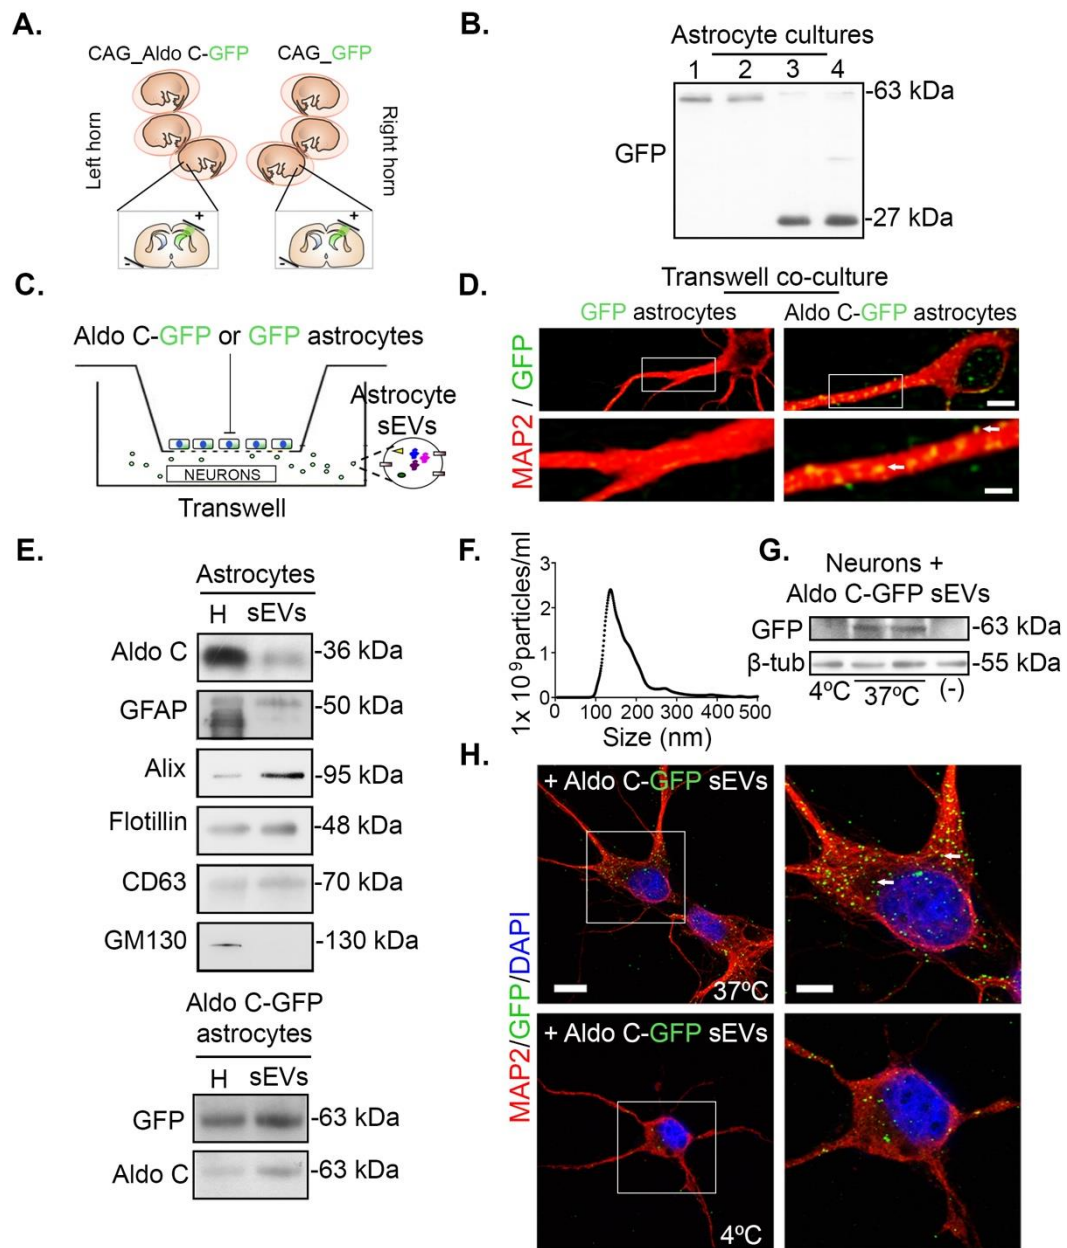 A.
CAG_Aldo C-GFP
CAG_GFP
Left horn
Right horn
+
-
+
-
B.
Astrocyte cultures
1 2 3 4
GFP
-63 kDa
-27 kDa
C.
Aldo C-GFP or GFP astrocytes
Astrocyte
sEVs
NEURONS
Transwell
D.
Transwell co-culture
GFP astrocytes
Aldo C-GFP astrocytes
MAP2 / GFP
E.
Astrocytes
H sEVs
Aldo C -36 kDa
GFAP -50 kDa
Alix -95 kDa
Flotillin -48 kDa
CD63 -70 kDa
GM130 -130 kDa
Aldo C-GFP
astrocytes
H sEVs
GFP -63 kDa
Aldo C -63 kDa
F.
1x 10 9 particles/ml
3
2
1
0
0 100 200 300 400 500
Size (nm)
G.
Neurons +
Aldo C-GFP sEVs
GFP -63 kDa
β-tub -55 kDa
4ºC 37ºC (-)
H.
MAP2/GFP/DAPI
+ Aldo C-GFP sEVs
37ºC
+ Aldo C-GFP sEVs
4ºC